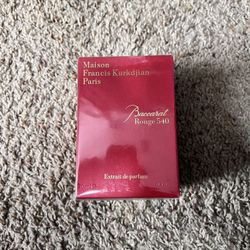 Maison
Francis Kurkdjian
Paris
Baccarat
Rouge 540
Extrait de parfum